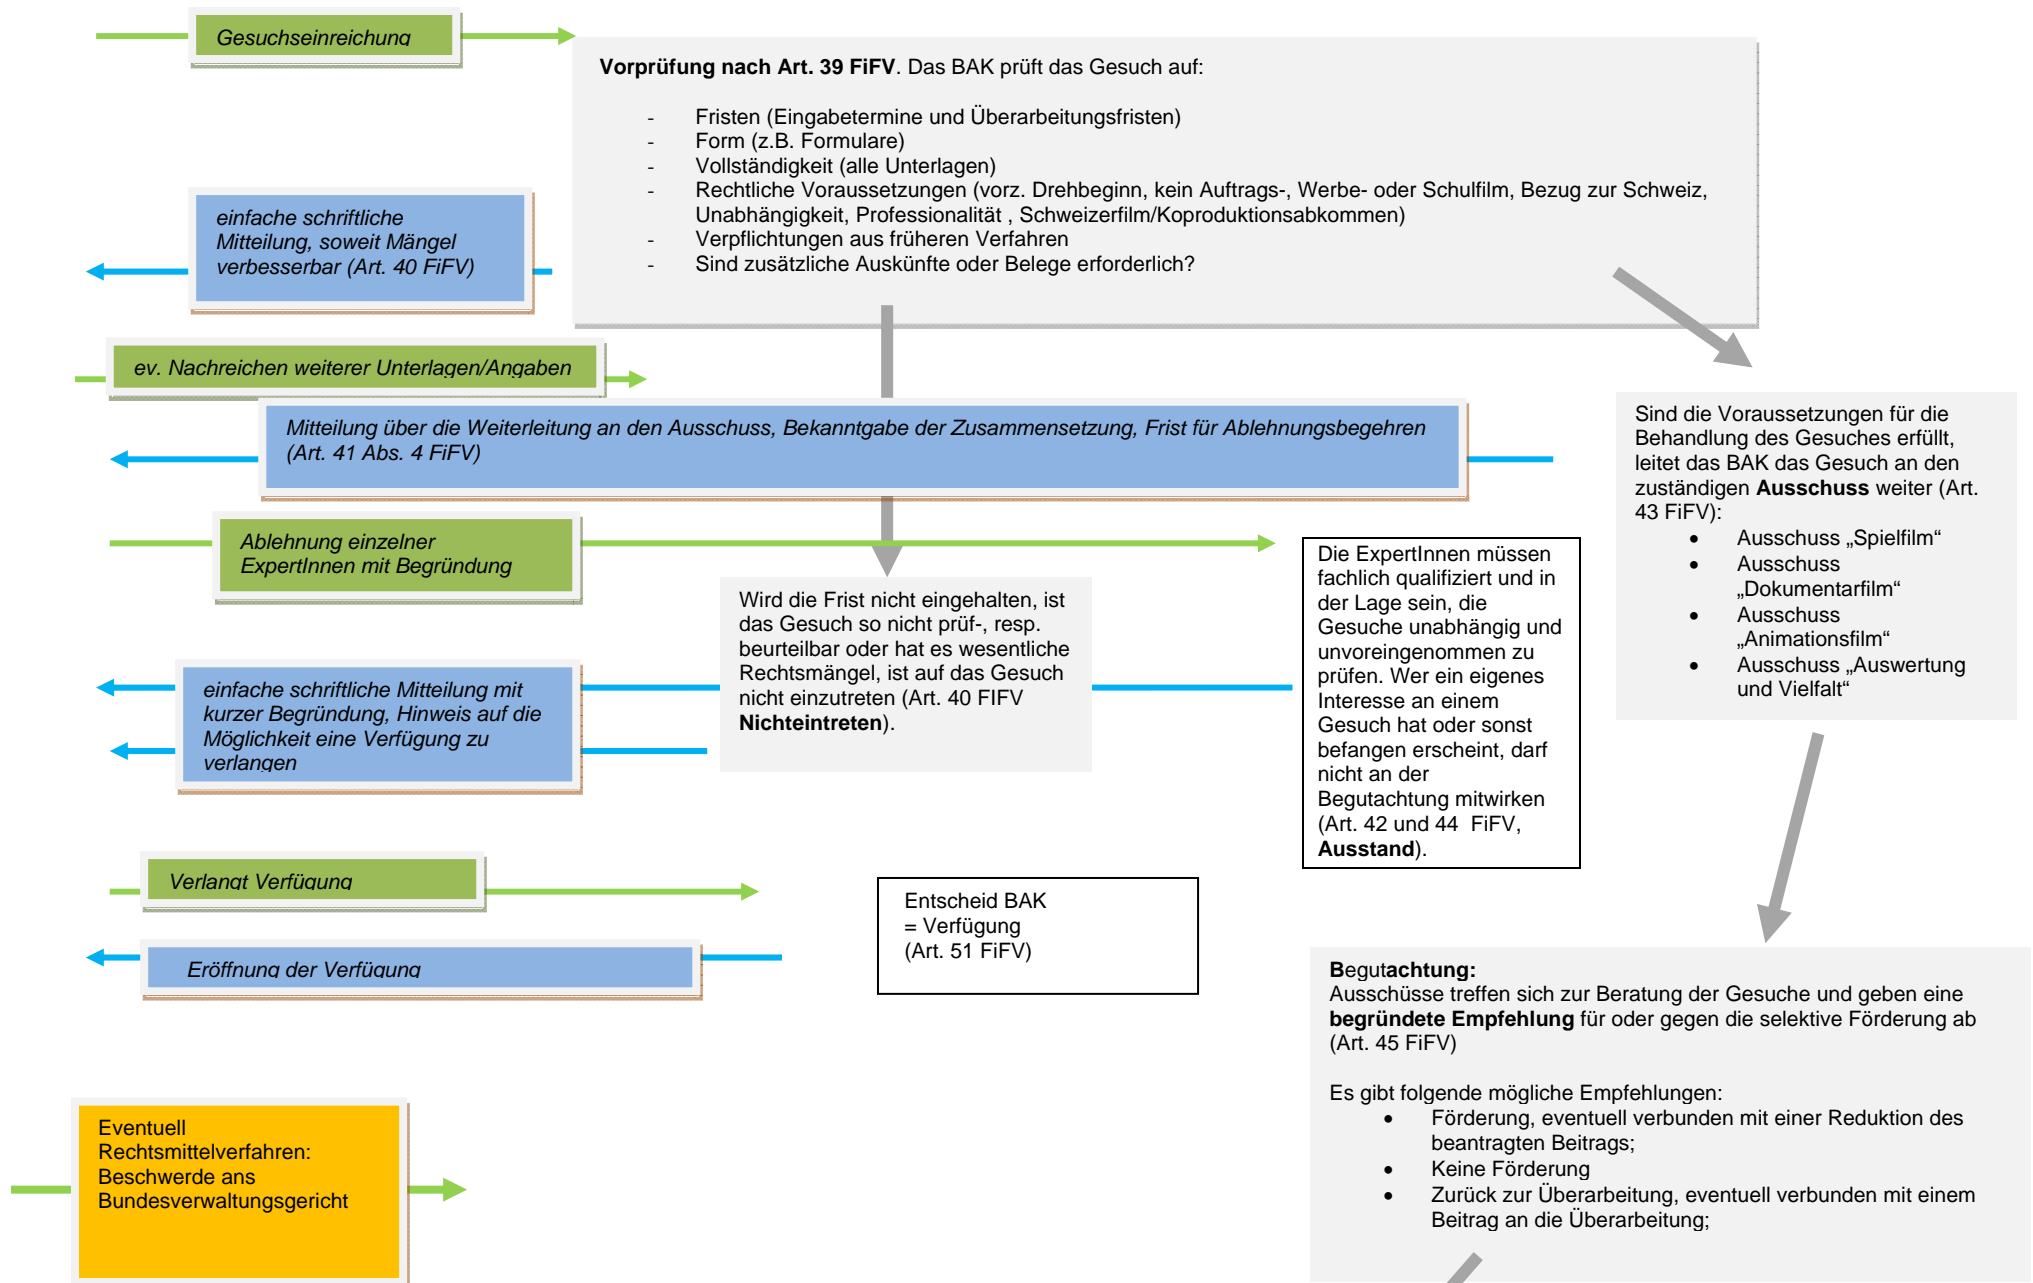 Gesuchseinreichung
Vorprüfung nach Art. 39 FiFV. Das BAK prüft das Gesuch auf:
- Fristen (Eingabetermine und Überarbeitungsfristen)
- Form (z.B. Formulare)
- Vollständigkeit (alle Unterlagen)
- Rechtliche Voraussetzungen (vorz. Drehbeginn, kein Auftrags-, Werbe- oder Schulfilm, Bezug zur Schweiz,
Unabhängigkeit, Professionalität , Schweizerfilm/Koproduktionsabkommen)
- Verpflichtungen aus früheren Verfahren
- Sind zusätzliche Auskünfte oder Belege erforderlich?
einfache schriftliche
Mitteilung, soweit Mängel
verbesserbar (Art. 40 FiFV)
ev. Nachreichen weiterer Unterlagen/Angaben
Mitteilung über die Weiterleitung an den Ausschuss, Bekanntgabe der Zusammensetzung, Frist für Ablehnungsbegehren
(Art. 41 Abs. 4 FiFV)
Sind die Voraussetzungen für die
Behandlung des Gesuches erfüllt,
leitet das BAK das Gesuch an den
zuständigen Ausschuss weiter (Art.
43 FiFV):
• Ausschuss „Spielfilm“
• Ausschuss
„Dokumentarfilm“
• Ausschuss
„Animationsfilm“
• Ausschuss „Auswertung
und Vielfalt“
Ablehnung einzelner
ExpertInnen mit Begründung
Die ExpertInnen müssen
fachlich qualifiziert und in
der Lage sein, die
Gesuche unabhängig und
unvoreingenommen zu
prüfen. Wer ein eigenes
Interesse an einem
Gesuch hat oder sonst
befangen erscheint, darf
nicht an der
Begutachtung mitwirken
(Art. 42 und 44 FiFV,
Ausstand).
Wird die Frist nicht eingehalten, ist
das Gesuch so nicht prüf-, resp.
beurteilbar oder hat es wesentliche
Rechtsmängel, ist auf das Gesuch
nicht einzutreten (Art. 40 FIFV
Nichteintreten).
einfache schriftliche Mitteilung mit
kurzer Begründung, Hinweis auf die
Möglichkeit eine Verfügung zu
verlangen
Verlangt Verfügung
Entscheid BAK
= Verfügung
(Art. 51 FiFV)
Eröffnung der Verfügung
Begutachtung:
Ausschüsse treffen sich zur Beratung der Gesuche und geben eine
begründete Empfehlung für oder gegen die selektive Förderung ab
(Art. 45 FiFV)
Es gibt folgende mögliche Empfehlungen:
• Förderung, eventuell verbunden mit einer Reduktion des
beantragten Beitrags;
• Keine Förderung
• Zurück zur Überarbeitung, eventuell verbunden mit einem
Beitrag an die Überarbeitung;
Eventuell
Rechtsmittelverfahren:
Beschwerde ans
Bundesverwaltungsgericht